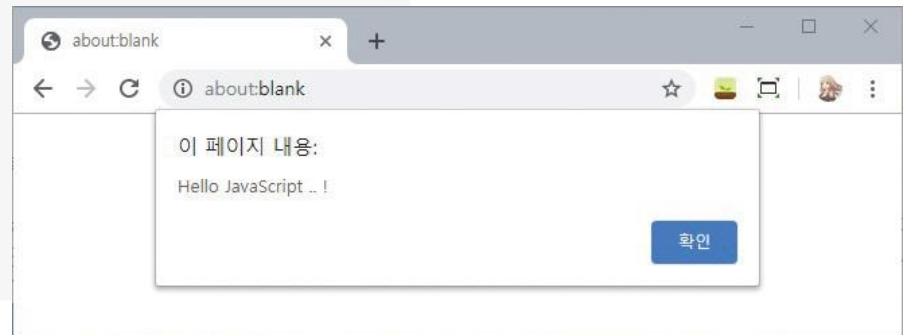 about:blank
about:blank
이 페이지 내용:
Hello JavaScript .. !
확인